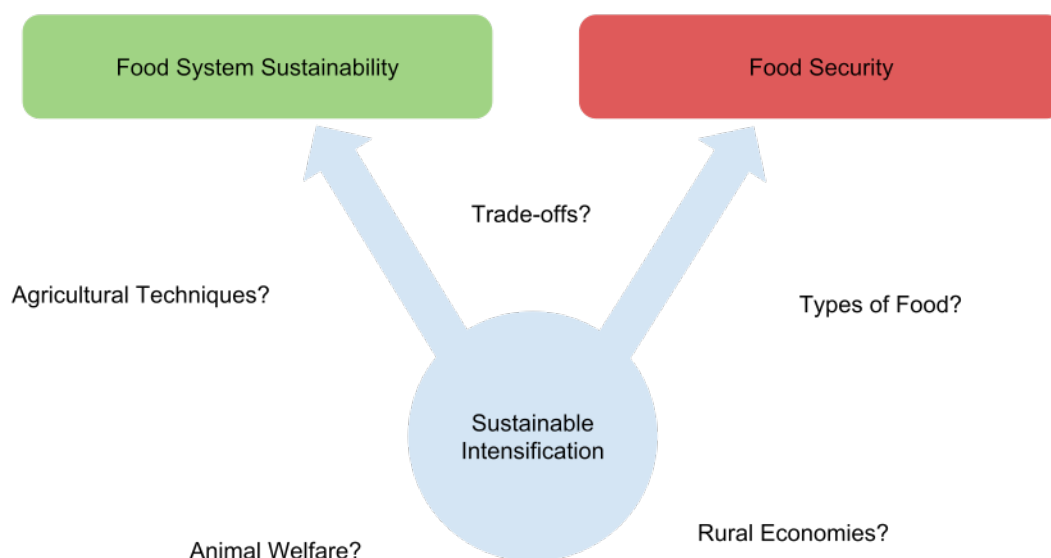 Food System Sustainability
Food Security
Trade-offs?
Agricultural Techniques?
Types of Food?
Sustainable
Intensification
Rural Economies?
Animal Welfare?